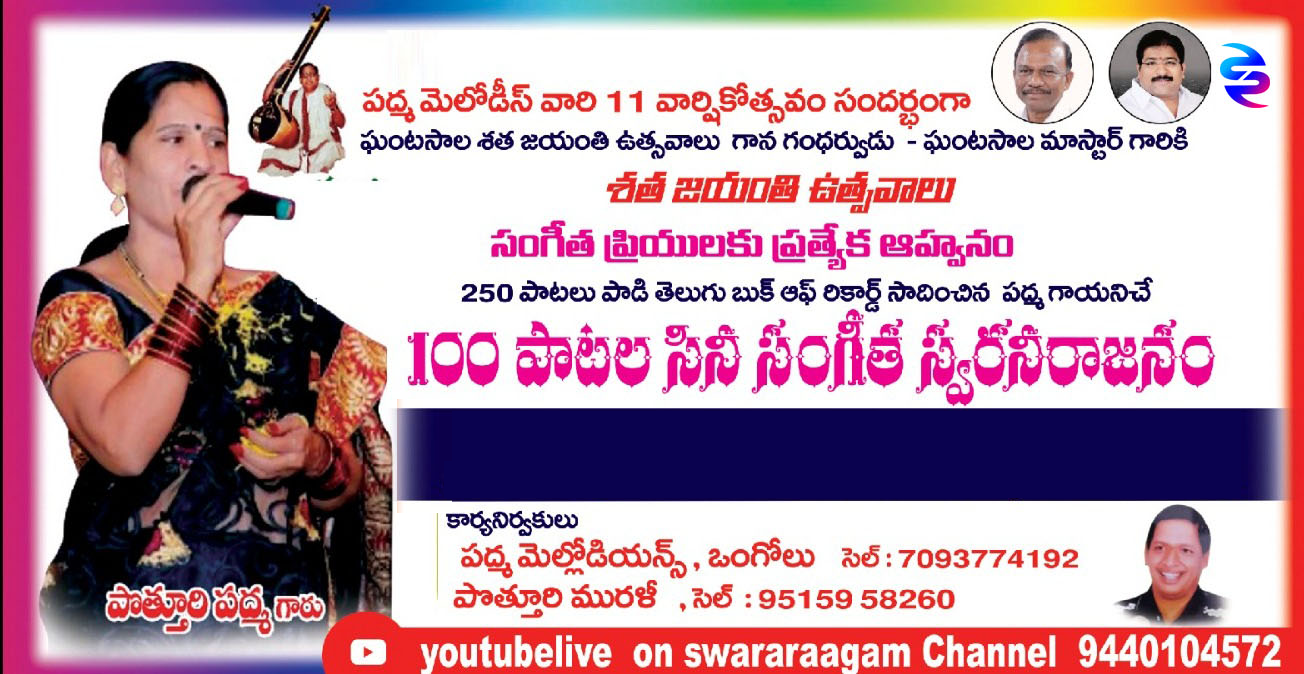 పద్మ మెలోడీస్ వారి 11 వార్షికోత్సవం సందర్భంగా
ఘంటసాల శత జయంతి ఉత్సవాలు గాన గంధర్వుడు - ఘంటసాల మాస్టార్ గారికి
శత జయంతి ఉత్సవాలు
సంగీత ప్రియులకు ప్రత్యేక ఆహ్వనం
250 పాటలు పాడి తెలుగు బుక్ ఆఫ్ రికార్డ్ సాదించిన పద్మ గాయనిచే
100 పాటల సిని సంగీత స్వరనిరాజనం
కార్యనిర్వకులు
పద్మ మెల్లోడియన్స్, ఒంగోలు సెల్ : 7093774192
పొత్తూరి మురళీ , సెల్ : 95159 58260
పొత్తూరి పద్మ గారు
youtubelive on swararaagam Channel 9440104572